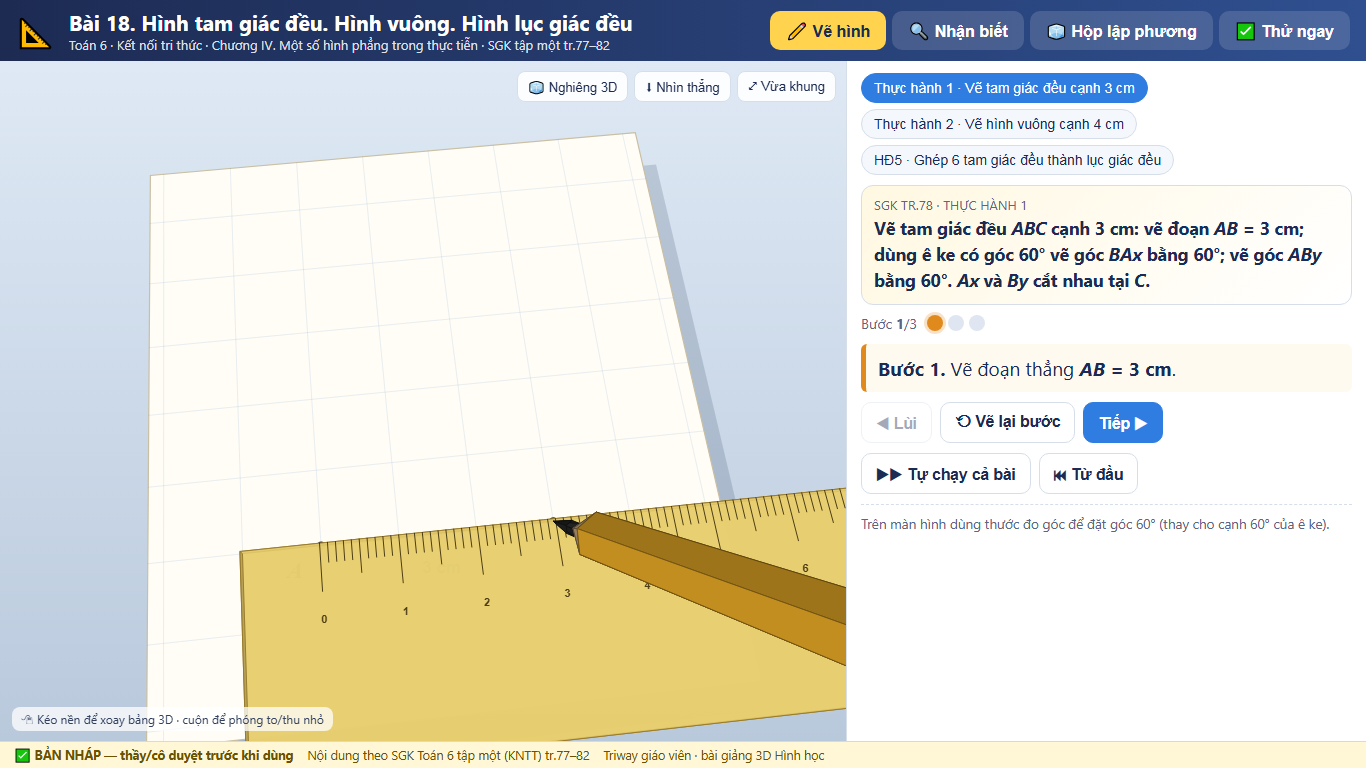 Bài 18. Hình tam giác đều. Hình vuông. Hình lục giác đều
Toán 6 · Kết nối tri thức · Chương IV. Một số hình phẳng trong thực tiễn · SGK tập một tr.77–82
Vẽ hình
Nhận biết
Hộp lập phương
Thử ngay
Nghiêng 3D
Nhìn thẳng
Vừa khung
0
1
2
3
4
6
Kéo nền để xoay bảng 3D · cuộn để phóng to/thu nhỏ
Thực hành 1 · Vẽ tam giác đều cạnh 3 cm
Thực hành 2 · Vẽ hình vuông cạnh 4 cm
HĐ5 · Ghép 6 tam giác đều thành lục giác đều
SGK TR.78 · THỰC HÀNH 1
Vẽ tam giác đều ABC cạnh 3 cm: vẽ đoạn AB = 3 cm;
dùng ê ke có góc 60° vẽ góc BAx bằng 60°; vẽ góc ABy
bằng 60°. Ax và By cắt nhau tại C.
Bước 1/3
Bước 1. Vẽ đoạn thẳng AB = 3 cm.
Lùi
Vẽ lại bước
Tiếp
Tự chạy cả bài
Từ đầu
Trên màn hình dùng thước đo góc để đặt góc 60° (thay cho cạnh 60° của ê ke).
BẢN NHÁP — thầy/cô duyệt trước khi dùng Nội dung theo SGK Toán 6 tập một (KNTT) tr.77–82 Triway giáo viên · bài giảng 3D Hình học